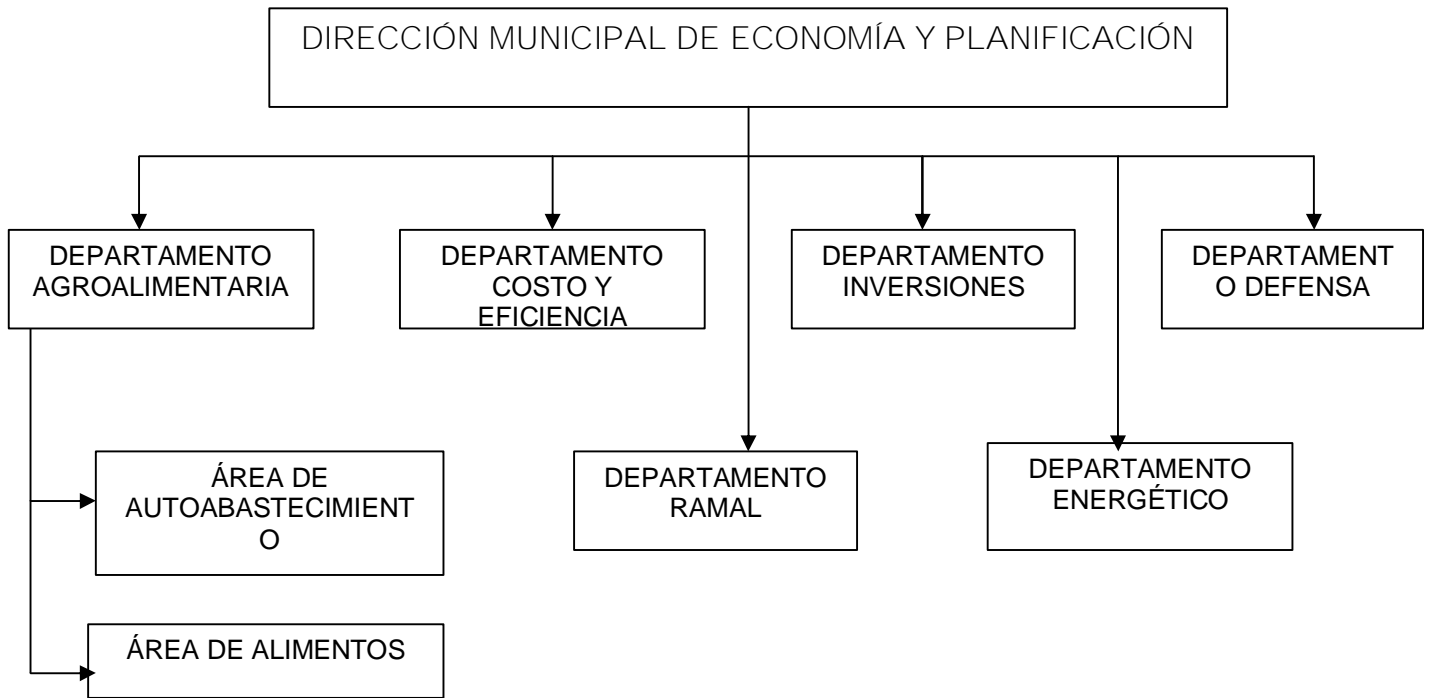 DIRECCIÓN MUNICIPAL DE ECONOMÍA Y PLANIFICACIÓN
DEPARTAMENTO
AGROALIMENTARIA
DEPARTAMENTO
COSTO Y
EFICIENCIA
DEPARTAMENTO
INVERSIONES
DEPARTAMENT
O DEFENSA
ÁREA DE
AUTOABASTECIMIENT
O
DEPARTAMENTO
RAMAL
DEPARTAMENTO
ENERGÉTICO
ÁREA DE ALIMENTOS